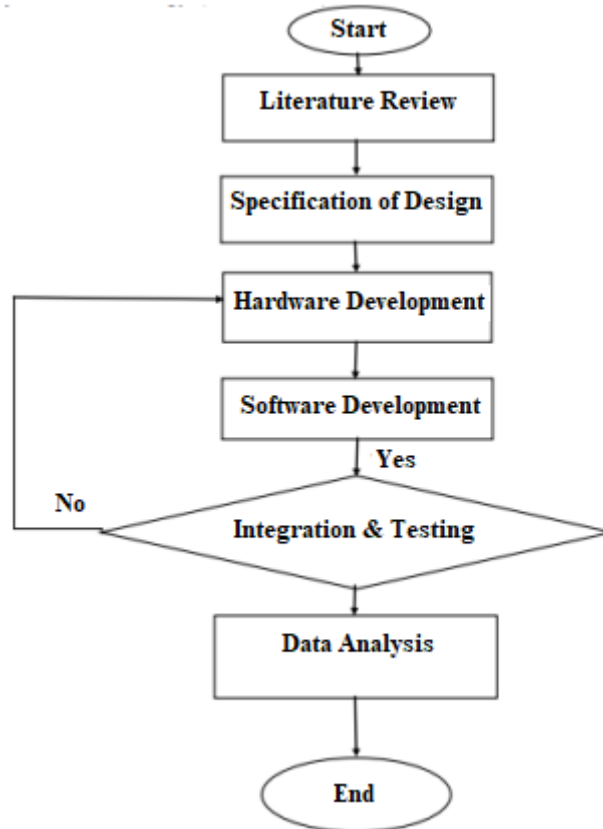 Start
Literature Review
Specification of Design
Hardware Development
Software Development
Yes
No
Integration & Testing
Data Analysis
End